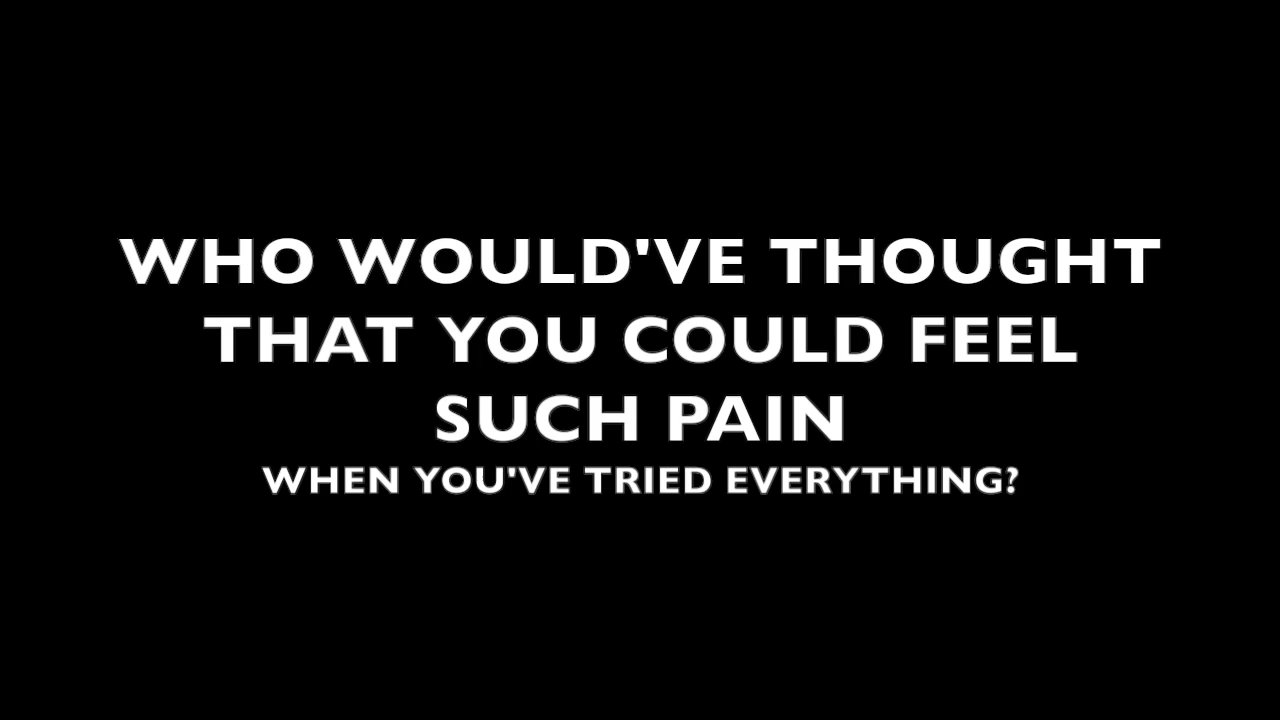 WHO WOULD'VE THOUGHT
THAT YOU COULD FEEL
SUCH PAIN
WHEN YOU'VE TRIED EVERYTHING?